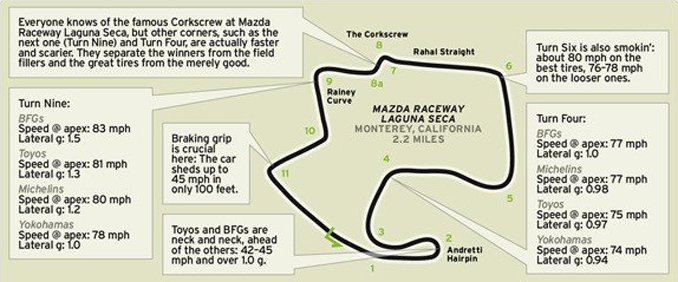 Everyone knows of the famous Corkscrew at Mazda
Raceway Laguna Seca, but other corners, such as the
next one (Turn Nine) and Turn Four, are actually faster
and scarier. They separate the winners from the field
fillers and the great tires from the merely good.
The Corkscrew
8
Rahal Straight
7
8a
6
9
Rainey
Curve
Turn Six is also smokin':
about 80 mph on the
best tires, 76-78 mph
on the looser ones.
Turn Nine:
BFGs
Speed @ apex: 83 mph
Lateral g: 1.5
Toyos
Speed @ apex: 81 mph
Lateral g: 1.3
Michelins
Speed @ apex: 80 mph
Lateral g: 1.2
Yokohamas
Speed @ apex: 78 mph
Lateral g: 1.0
MAZDA RACEWAY
LAGUNA SECA
MONTEREY, CALIFORNIA
2.2 MILES
10
Braking grip
is crucial
here: The car
sheds up to
45 mph in
only 100 feet.
11
4
5
Turn Four:
BFGs
Speed @ apex: 77 mph
Lateral g: 1.0
Michelins
Speed @ apex: 77 mph
Lateral g: 0.98
Toyos
Speed @ apex: 75 mph
Lateral g: 0.97
Yokohamas
Speed @ apex: 74 mph
Lateral g: 0.94
Toyos and BFGs are
neck and neck, ahead
of the others: 42-45
mph and over 1.0 g.
3
2
Andretti
Hairpin
1